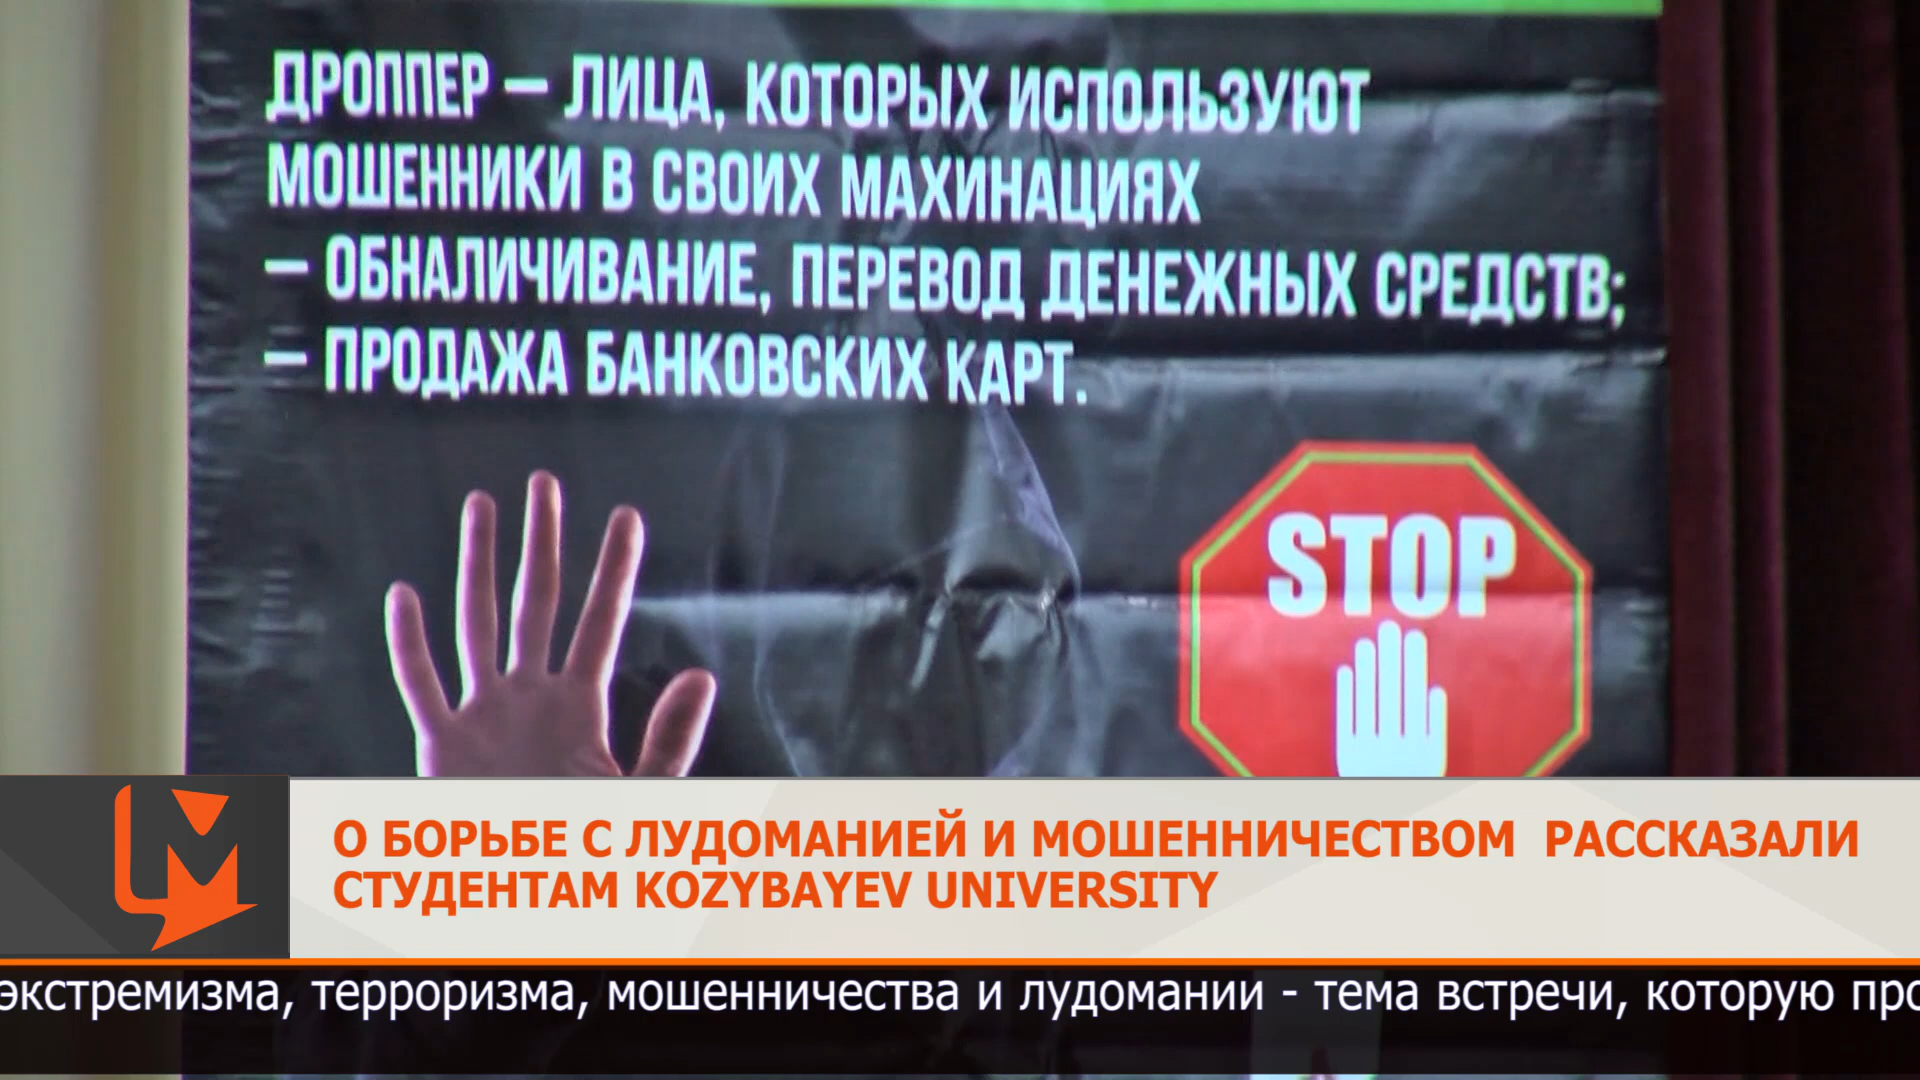 ДРОППЕР – ЛИЦА, КОТОРЫХ ИСПОЛЬЗУЮТ
МОШЕННИКИ В СВОИХ МАХИНАЦИЯХ
– ОБНАЛИЧИВАНИЕ, ПЕРЕВОД ДЕНЕЖНЫХ СРЕДСТВ;
– ПРОДАЖА БАНКОВСКИХ КАРТ.
STOP
О БОРЬБЕ С ЛУДОМАНИЕЙ И МОШЕННИЧЕСТВОМ РАССКАЗАЛИ
СТУДЕНТАМ KOZYBAYEV UNIVERSITY
экстремизма, терроризма, мошенничества и лудомании - тема встречи, которую про